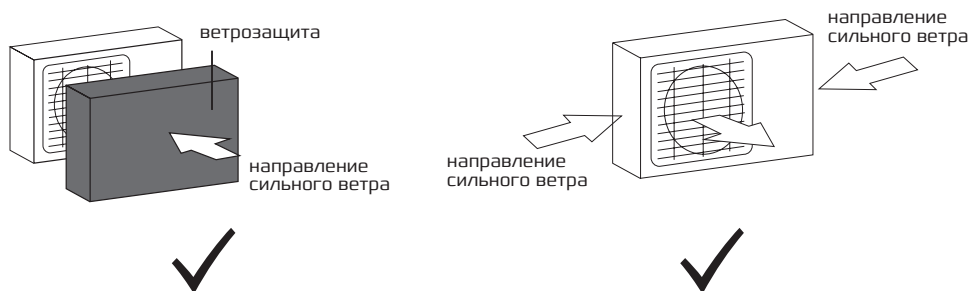 ветрозащита
направление
сильного ветра
направление
сильного ветра
направление
сильного ветра